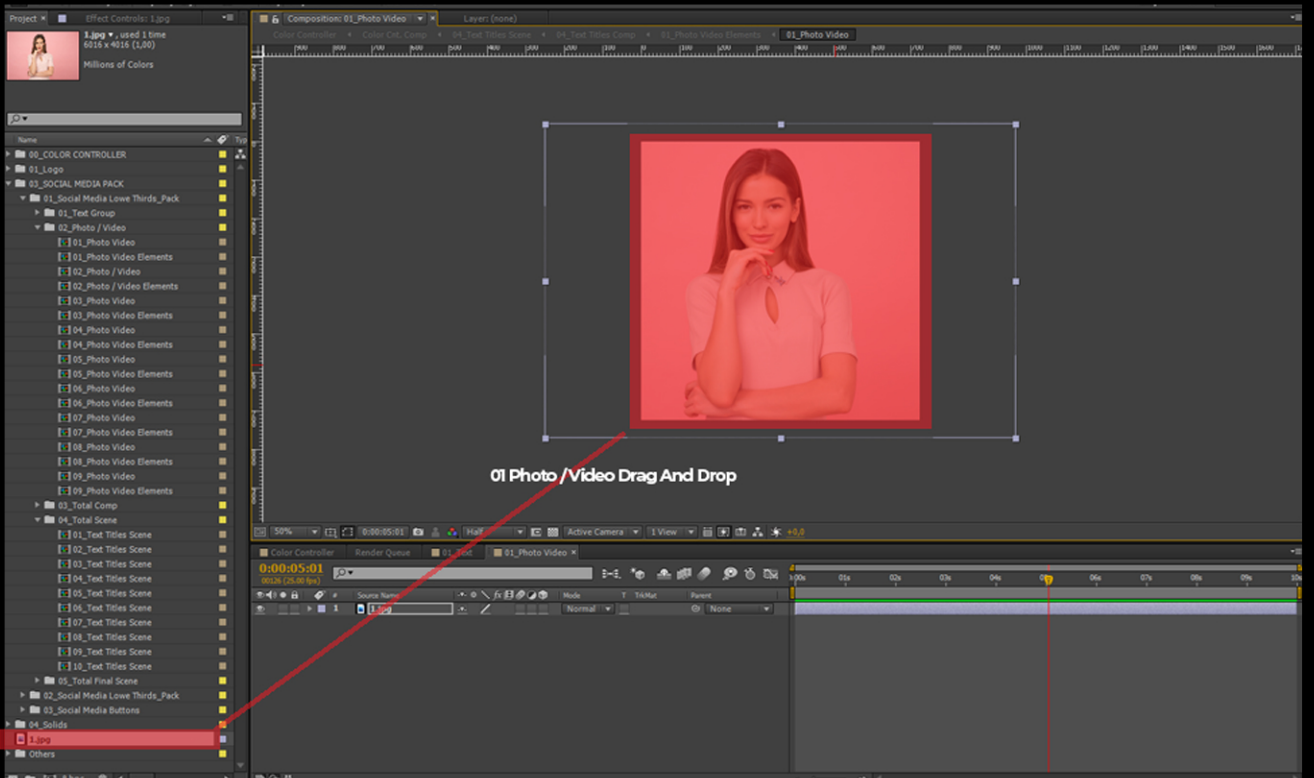 Project × Effect Controls: 1.jpg
1.jpg ▾ , used 1 time
6016 x 4016 (1,00)
Millions of Colors
Name Typ
00_COLOR CONTROLLER
01_Logo
03_SOCIAL MEDIA PACK
01_Social Media Lowe Thirds_Pack
01_Text Group
02_Photo / Video
01_Photo Video
01_Photo Video Elements
02_Photo / Video
02_Photo / Video Elements
03_Photo Video
03_Photo Video Elements
04_Photo Video
04_Photo Video Elements
05_Photo Video
05_Photo Video Elements
06_Photo Video
06_Photo Video Elements
07_Photo Video
07_Photo Video Elements
08_Photo Video
08_Photo Video Elements
09_Photo Video
09_Photo Video Elements
03_Total Comp
04_Total Scene
01_Text Titles Scene
02_Text Titles Scene
03_Text Titles Scene
04_Text Titles Scene
05_Text Titles Scene
06_Text Titles Scene
07_Text Titles Scene
08_Text Titles Scene
09_Text Titles Scene
10_Text Titles Scene
05_Total Final Scene
02_Social Media Lowe Thirds_Pack
03_Social Media Buttons
04_Solids
1.jpg
Others
Composition: 01_Photo Video Layer: (none)
Color Controller Color Cnt. Comp 04_Text Titles Scene 04_Text Titles Comp 01_Photo Video Elements 01_Photo Video
01 Photo /Video Drag And Drop
50% 0:00:05:01 Half Active Camera 1 View +0,0
Color Controller Render Queue 01_Text 01_Photo Video ×
0:00:05:01
00126 (25.00 fps)
# Source Name fx Mode T TrkMat Parent
1 1.jpg Normal None
01s 02s 03s 04s 06s 07s 08s 09s